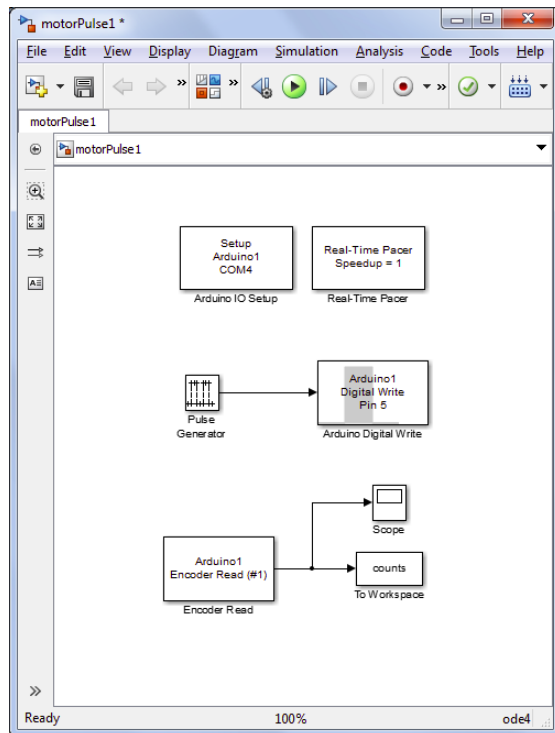 motorPulse1 *
File Edit View Display Diagram Simulation Analysis Code Tools Help
motorPulse1
motorPulse1
Setup
Arduino1
COM4
Arduino IO Setup
Real-Time Pacer
Speedup = 1
Real-Time Pacer
Pulse
Generator
Arduino1
Digital Write
Pin 5
Arduino Digital Write
Scope
Arduino1
Encoder Read (#1)
Encoder Read
counts
To Workspace
Ready 100% ode4